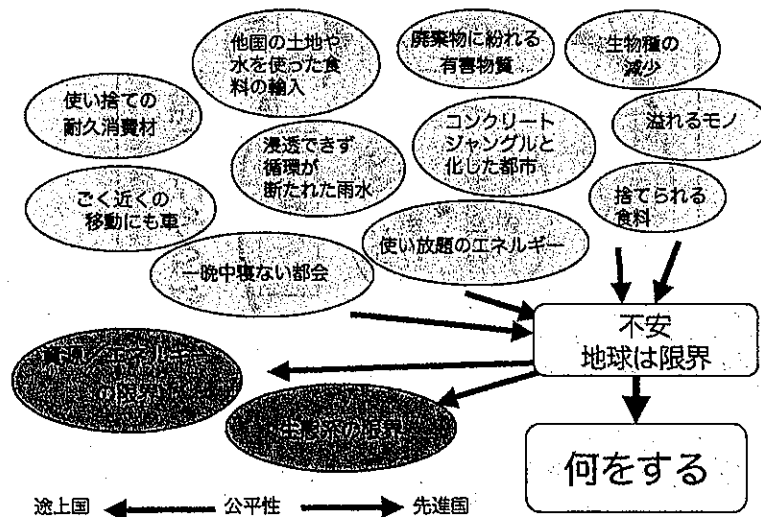 他国の土地や
水を使った食
料の輸入
廃棄物に紛れる
有害物質
生物種の
減少
使い捨ての
耐久消費材
浸透できず
循環が
断たれた雨水
コンクリート
ジャングルと
化した都市
溢れるモノ
ごく近くの
移動にも車
捨てられる
食料
使い放題のエネルギー
一晩中寝ない都会
不安
地球は限界
の限界
生態系の限界
何をする
途上国
公平性
先進国